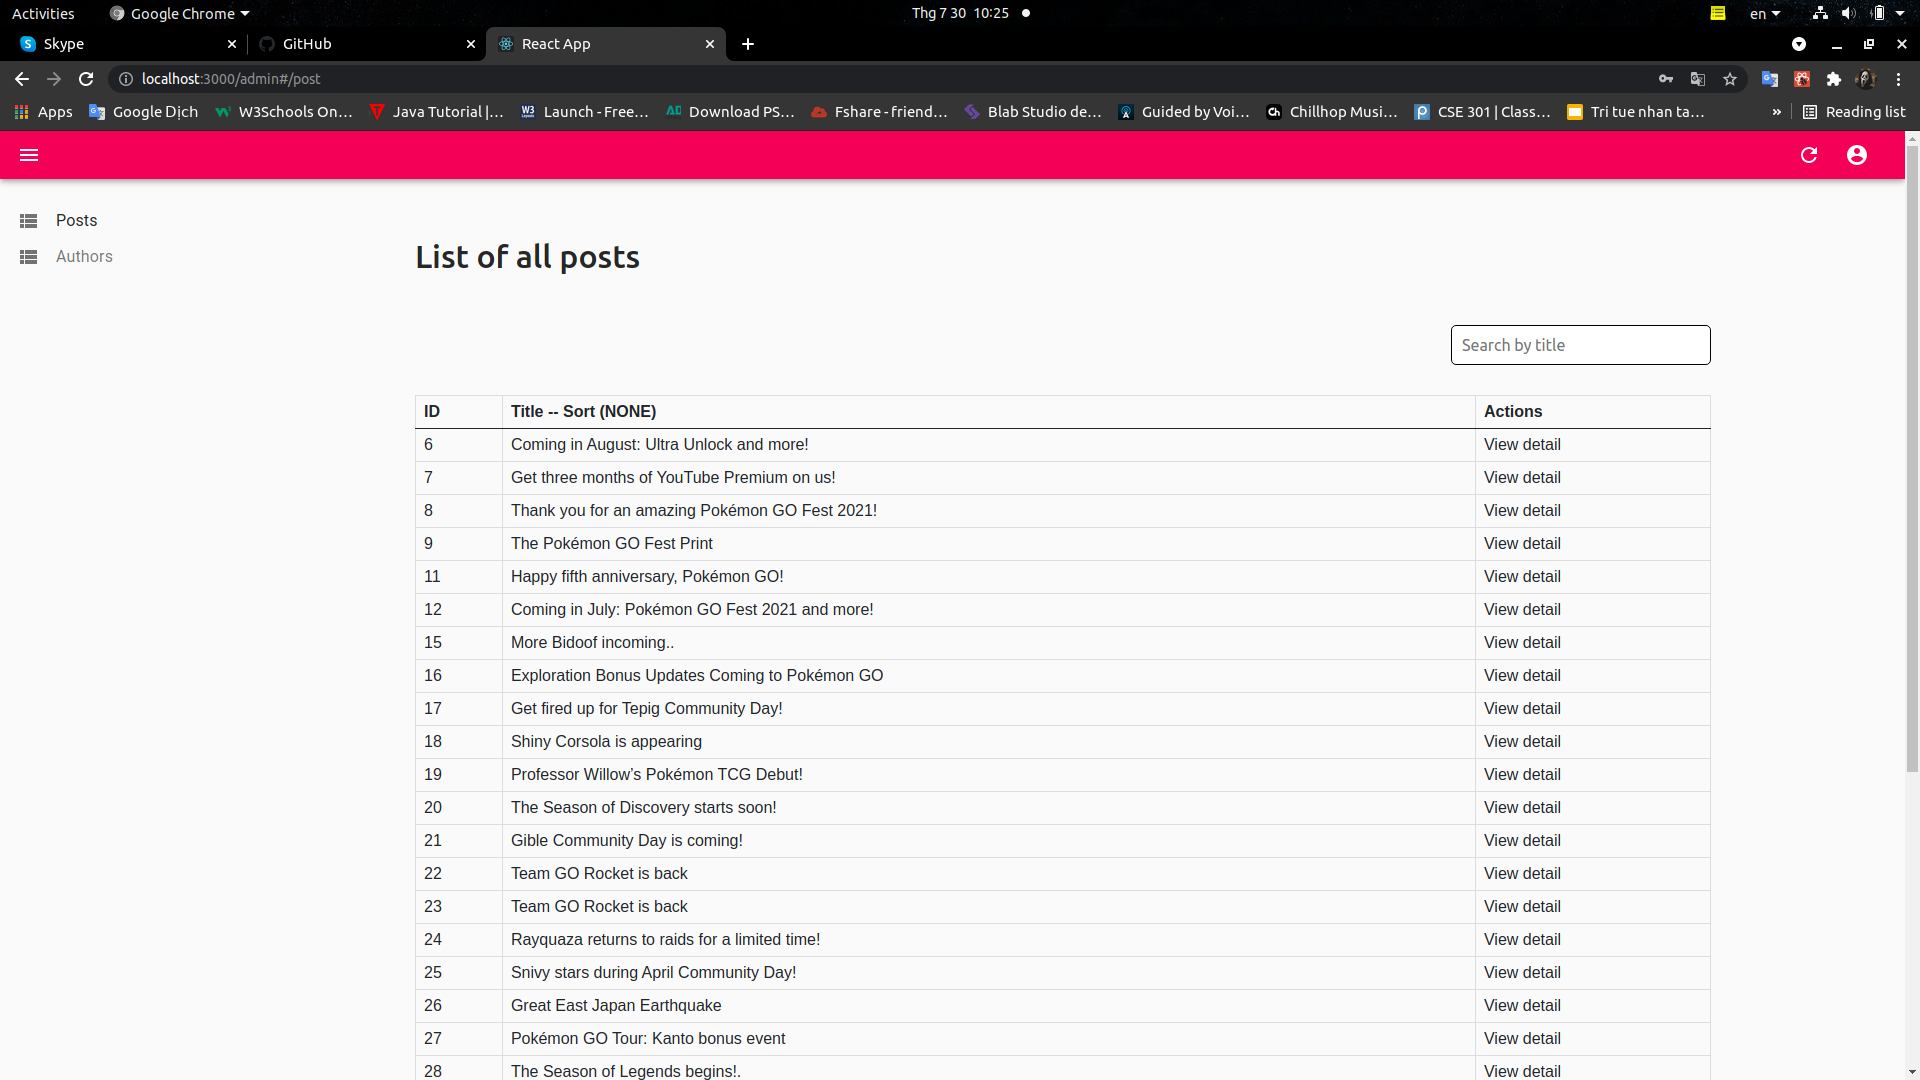 Activities Google Chrome Thg 7 30 10:25 en
Skype GitHub React App
localhost:3000/admin#/post
Apps Google Dịch W3Schools On… Java Tutorial |… Launch - Free… Download PS… Fshare - friend… Blab Studio de… Guided by Voi… Chillhop Musi… CSE 301 | Class… Tri tue nhan ta… » Reading list
Posts
Authors
List of all posts
Search by title
ID Title -- Sort (NONE) Actions
6 Coming in August: Ultra Unlock and more! View detail
7 Get three months of YouTube Premium on us! View detail
8 Thank you for an amazing Pokémon GO Fest 2021! View detail
9 The Pokémon GO Fest Print View detail
11 Happy fifth anniversary, Pokémon GO! View detail
12 Coming in July: Pokémon GO Fest 2021 and more! View detail
15 More Bidoof incoming.. View detail
16 Exploration Bonus Updates Coming to Pokémon GO View detail
17 Get fired up for Tepig Community Day! View detail
18 Shiny Corsola is appearing View detail
19 Professor Willow’s Pokémon TCG Debut! View detail
20 The Season of Discovery starts soon! View detail
21 Gible Community Day is coming! View detail
22 Team GO Rocket is back View detail
23 Team GO Rocket is back View detail
24 Rayquaza returns to raids for a limited time! View detail
25 Snivy stars during April Community Day! View detail
26 Great East Japan Earthquake View detail
27 Pokémon GO Tour: Kanto bonus event View detail
28 The Season of Legends begins!. View detail